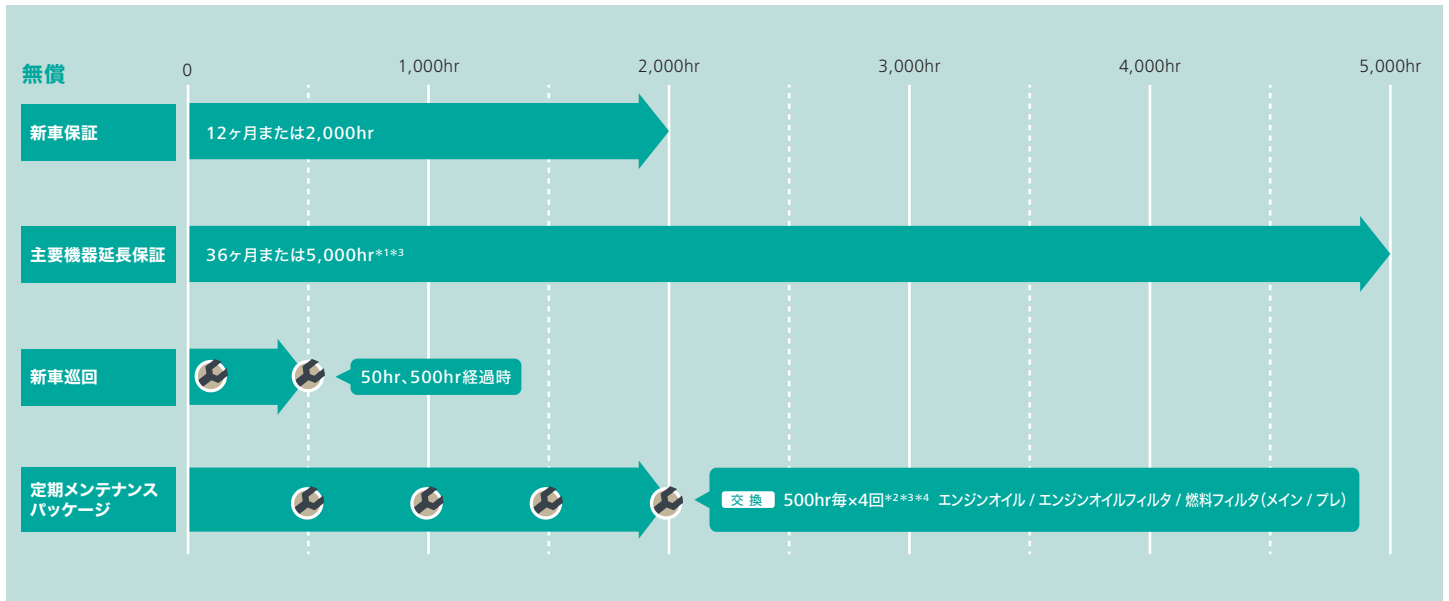 無償
0 1,000hr 2,000hr 3,000hr 4,000hr 5,000hr
新車保証
12ヶ月または2,000hr
主要機器延長保証
36ヶ月または5,000hr*1*3
新車巡回
50hr、500hr経過時
定期メンテナンス
パッケージ
交換 500hr毎×4回*2*3*4 エンジンオイル / エンジンオイルフィルタ / 燃料フィルタ(メイン / プレ)